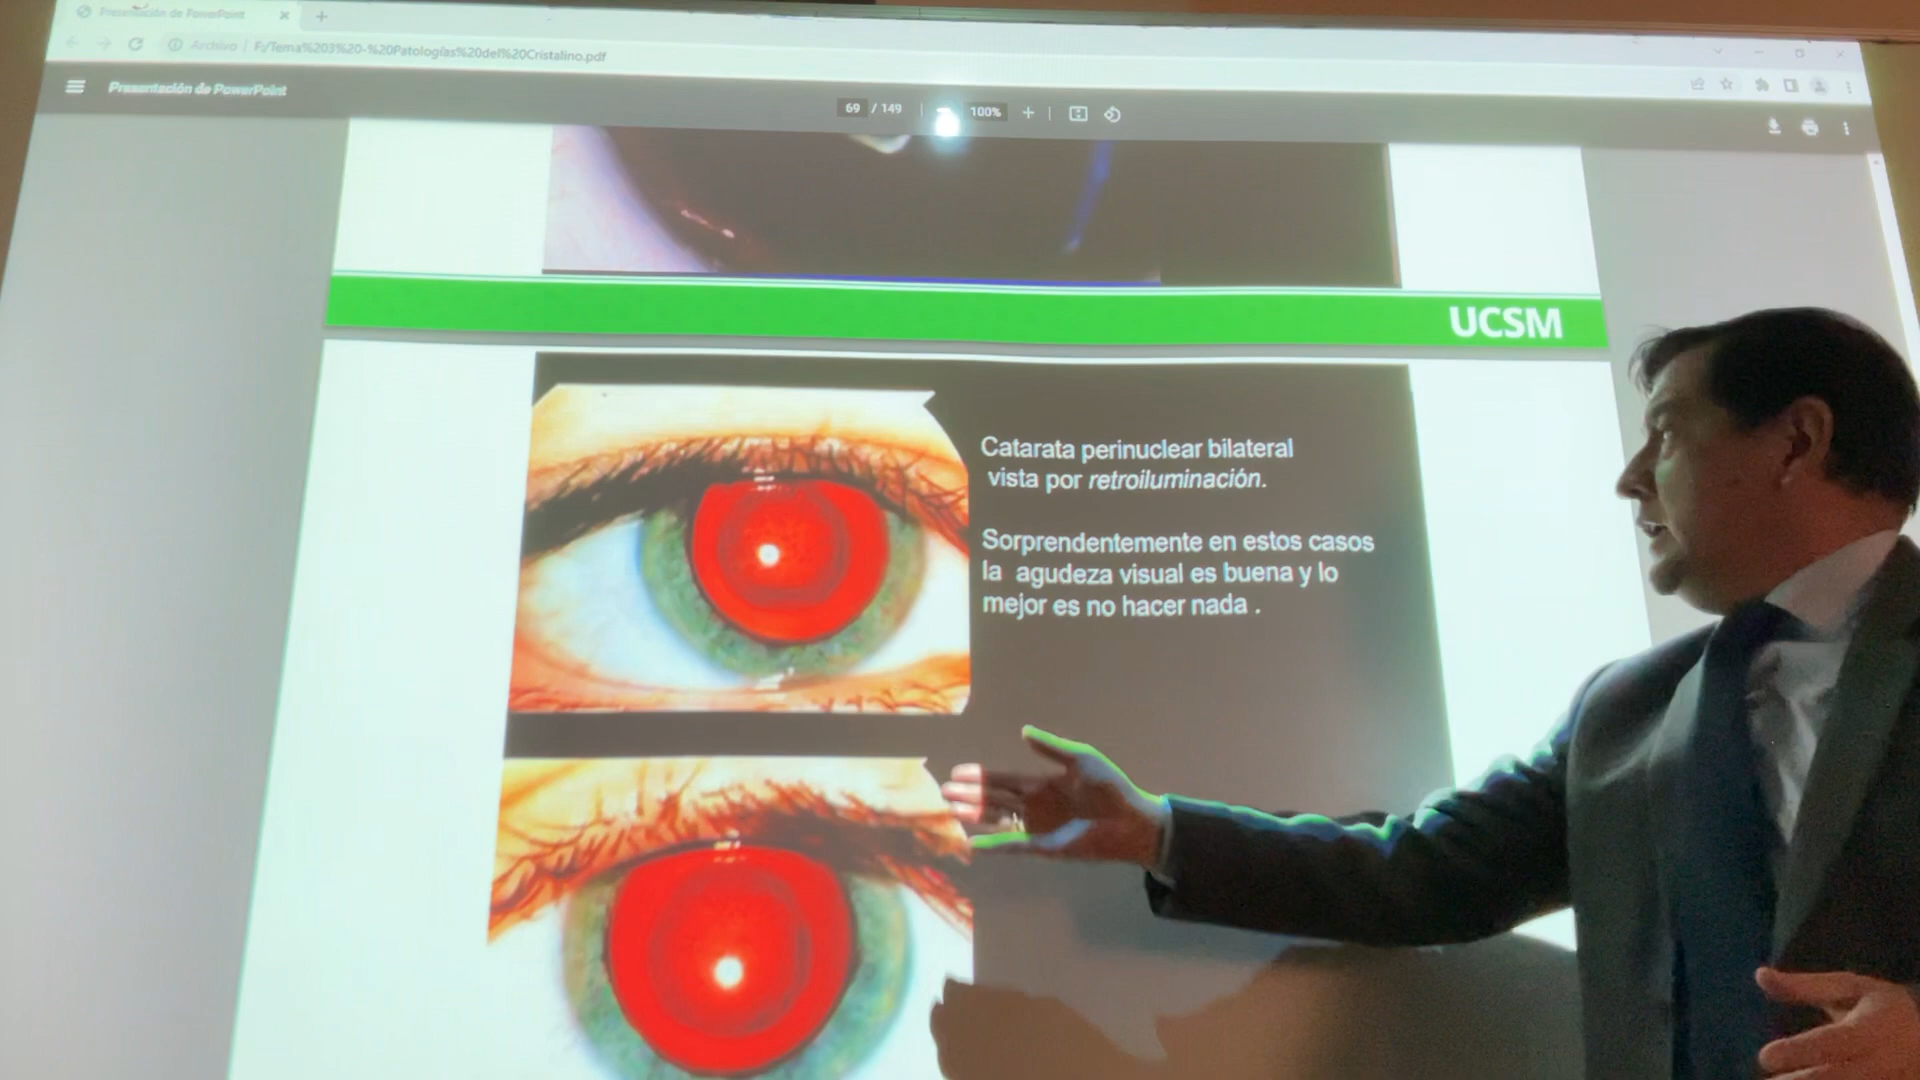 Presentación de PowerPoint
Archivo | F:/Tema%203%20-%20Patologías%20del%20Cristalino.pdf
Presentación de PowerPoint
69 / 149
100%
UCSM
Catarata perinuclear bilateral
vista por retroiluminación.
Sorprendentemente en estos casos
la agudeza visual es buena y lo
mejor es no hacer nada .